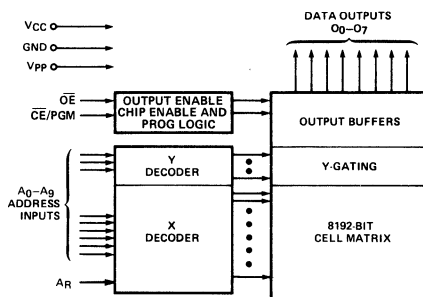 VCC
GND
VPP
DATA OUTPUTS
O0–O7
OE
CE/PGM
OUTPUT ENABLE
CHIP ENABLE AND
PROG LOGIC
OUTPUT BUFFERS
Y
DECODER
Y-GATING
A0–A9
ADDRESS
INPUTS
X
DECODER
8192-BIT
CELL MATRIX
AR